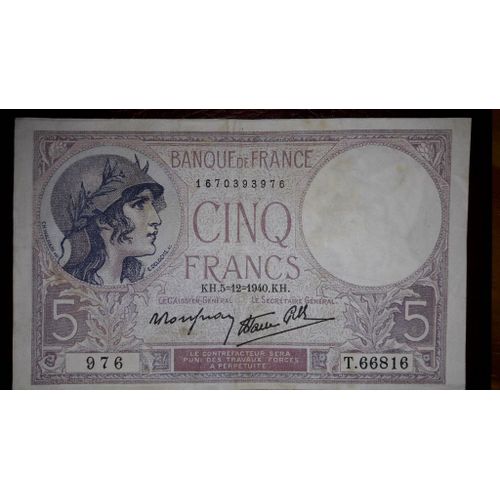 BANQUE DE FRANCE
1670393976
CINQ
FRANCS
KH.5=12=1940.KH.
LE CAISSIER GÉNÉRAL LE SECRÉTAIRE GÉNÉRAL
5 5
976 T.66816
LE CONTREFACTEUR SERA
PUNI DES TRAVAUX FORCÉS
A PERPÉTUITÉ